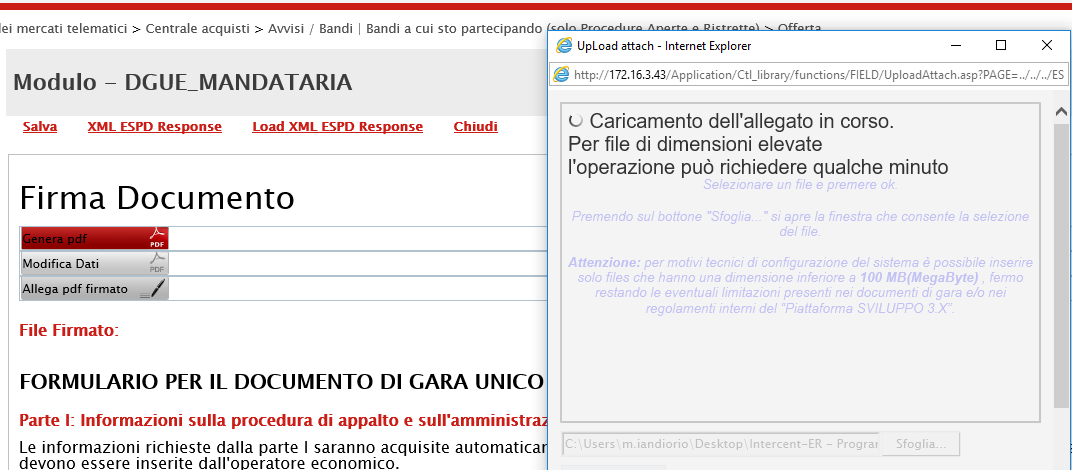 dei mercati telematici > Centrale acquisti > Avvisi / Bandi | Bandi a cui sto partecipando (solo Procedure Aperte e Ristrette) > Offerta
Modulo – DGUE_MANDATARIA
Salva XML ESPD Response Load XML ESPD Response Chiudi
Firma Documento
Genera pdf
PDF
Modifica Dati
PDF
Allega pdf firmato
File Firmato:
FORMULARIO PER IL DOCUMENTO DI GARA UNICO
Parte I: Informazioni sulla procedura di appalto e sull'amministraz
Le informazioni richieste dalla parte I saranno acquisite automaticar
devono essere inserite dall'operatore economico.
UpLoad attach - Internet Explorer
http://172.16.3.43/Application/Ctl_library/functions/FIELD/UploadAttach.asp?PAGE=../../../ES
Caricamento dell'allegato in corso.
Per file di dimensioni elevate
l'operazione può richiedere qualche minuto
Selezionare un file e premere ok.
Premendo sul bottone "Sfoglia..." si apre la finestra che consente la selezione
del file.
Attenzione: per motivi tecnici di configurazione del sistema è possibile inserire
solo files che hanno una dimensione inferiore a 100 MB(MegaByte) , fermo
restando le eventuali limitazioni presenti nei documenti di gara e/o nei
regolamenti interni del "Piattaforma SVILUPPO 3.X".
C:\Users\m.iandiorio\Desktop\Intercent-ER - Progran Sfoglia...